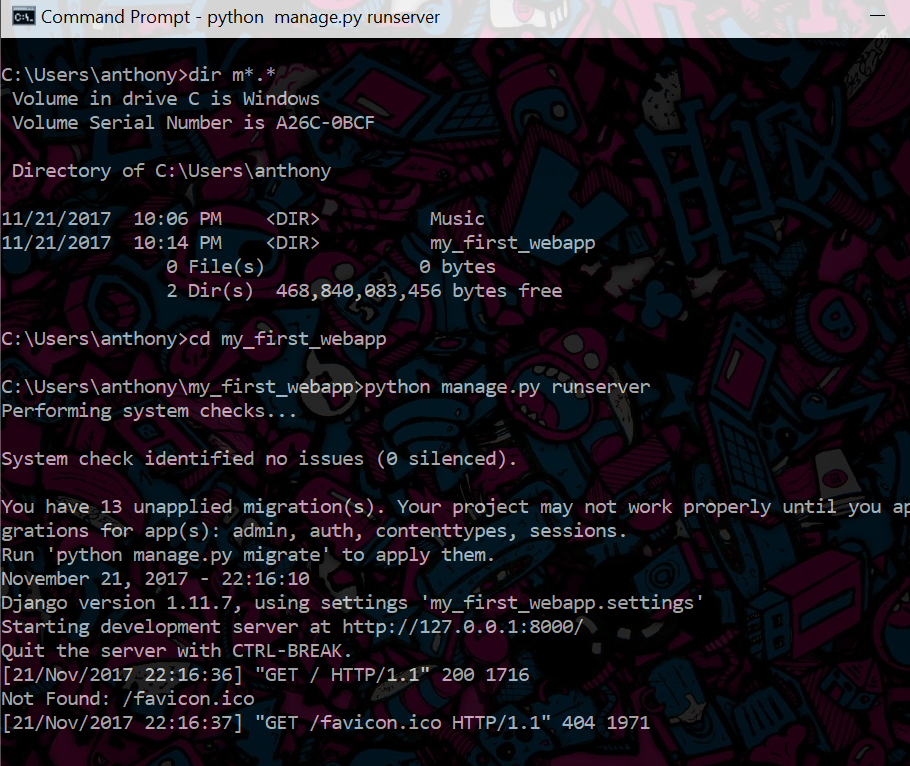 Command Prompt - python  manage.py runserver
C:\Users\anthony>dir m*.*
 Volume in drive C is Windows
 Volume Serial Number is A26C-0BCF
 Directory of C:\Users\anthony
11/21/2017  10:06 PM    <DIR>          Music
11/21/2017  10:14 PM    <DIR>          my_first_webapp
               0 File(s)              0 bytes
               2 Dir(s)  468,840,083,456 bytes free
C:\Users\anthony>cd my_first_webapp
C:\Users\anthony\my_first_webapp>python manage.py runserver
Performing system checks...
System check identified no issues (0 silenced).
You have 13 unapplied migration(s). Your project may not work properly until you ap
grations for app(s): admin, auth, contenttypes, sessions.
Run 'python manage.py migrate' to apply them.
November 21, 2017 - 22:16:10
Django version 1.11.7, using settings 'my_first_webapp.settings'
Starting development server at http://127.0.0.1:8000/
Quit the server with CTRL-BREAK.
[21/Nov/2017 22:16:36] "GET / HTTP/1.1" 200 1716
Not Found: /favicon.ico
[21/Nov/2017 22:16:37] "GET /favicon.ico HTTP/1.1" 404 1971